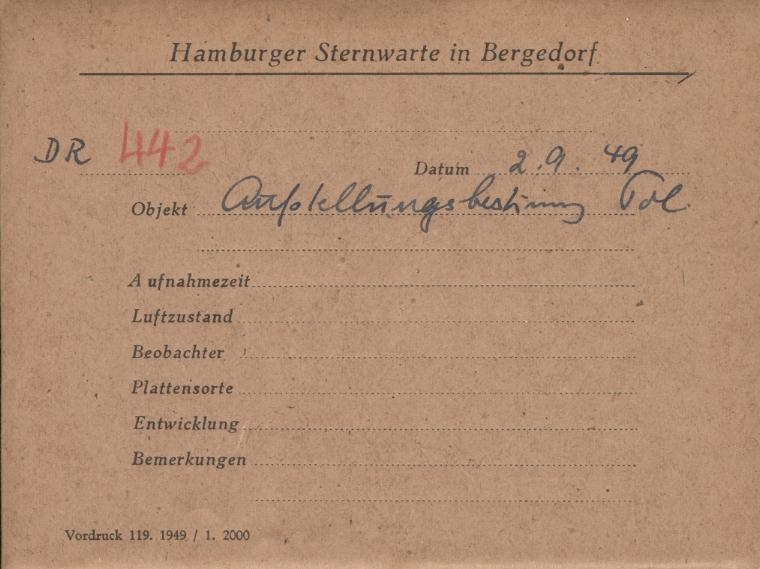 Hamburger Sternwarte in Bergedorf
DR 442
Datum 2.9.49
Objekt Aufstellungsbestimmg Pol.
Aufnahmezeit
Luftzustand
Beobachter
Plattensorte
Entwicklung
Bemerkungen
Vordruck 119. 1949 / 1. 2000